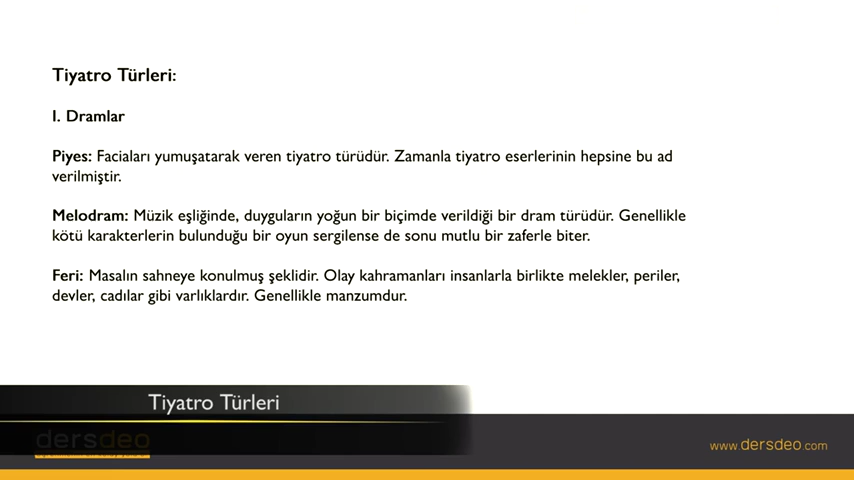 Tiyatro Türleri:
I. Dramlar
Piyes: Faciaları yumuşatarak veren tiyatro türüdür. Zamanla tiyatro eserlerinin hepsine bu ad
verilmiştir.
Melodram: Müzik eşliğinde, duyguların yoğun bir biçimde verildiği bir dram türüdür. Genellikle
kötü karakterlerin bulunduğu bir oyun sergilense de sonu mutlu bir zaferle biter.
Feri: Masalın sahneye konulmuş şeklidir. Olay kahramanları insanlarla birlikte melekler, periler,
devler, cadılar gibi varlıklardır. Genellikle manzumdur.
Tiyatro Türleri
dersdeo
www.dersdeo.com